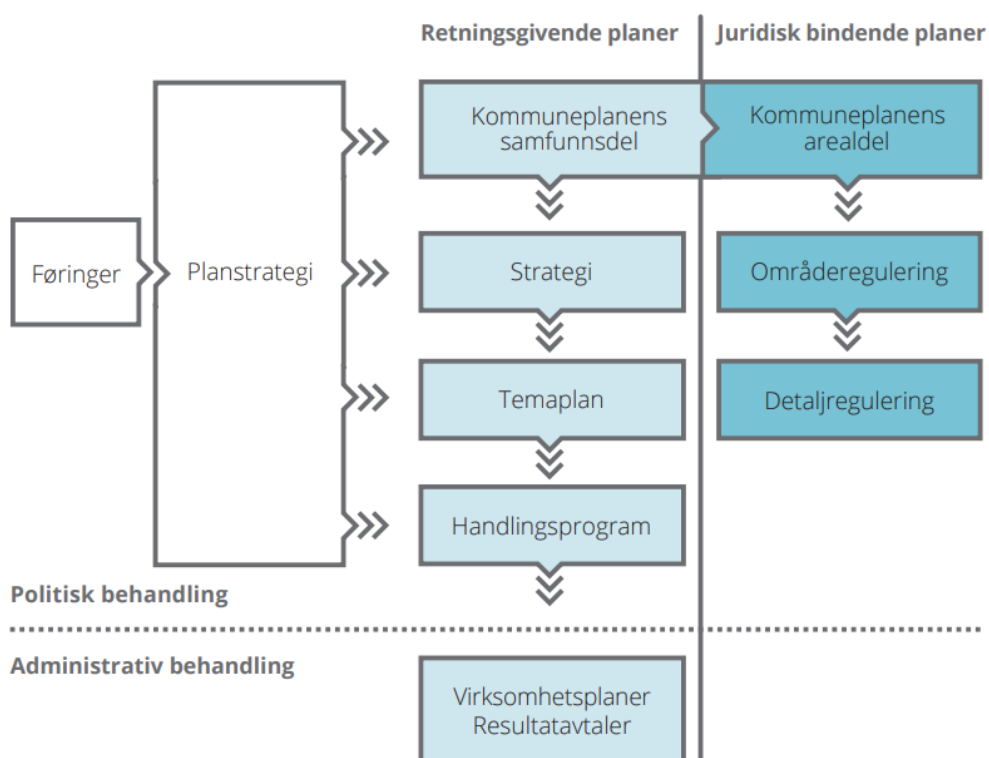 Retningsgivende planer
Juridisk bindende planer
Kommuneplanens
samfunnsdel
Kommuneplanens
arealdel
Føringer
Planstrategi
Strategi
Områderegulering
Temaplan
Detaljregulering
Handlingsprogram
Politisk behandling
Administrativ behandling
Virksomhetsplaner
Resultatavtaler